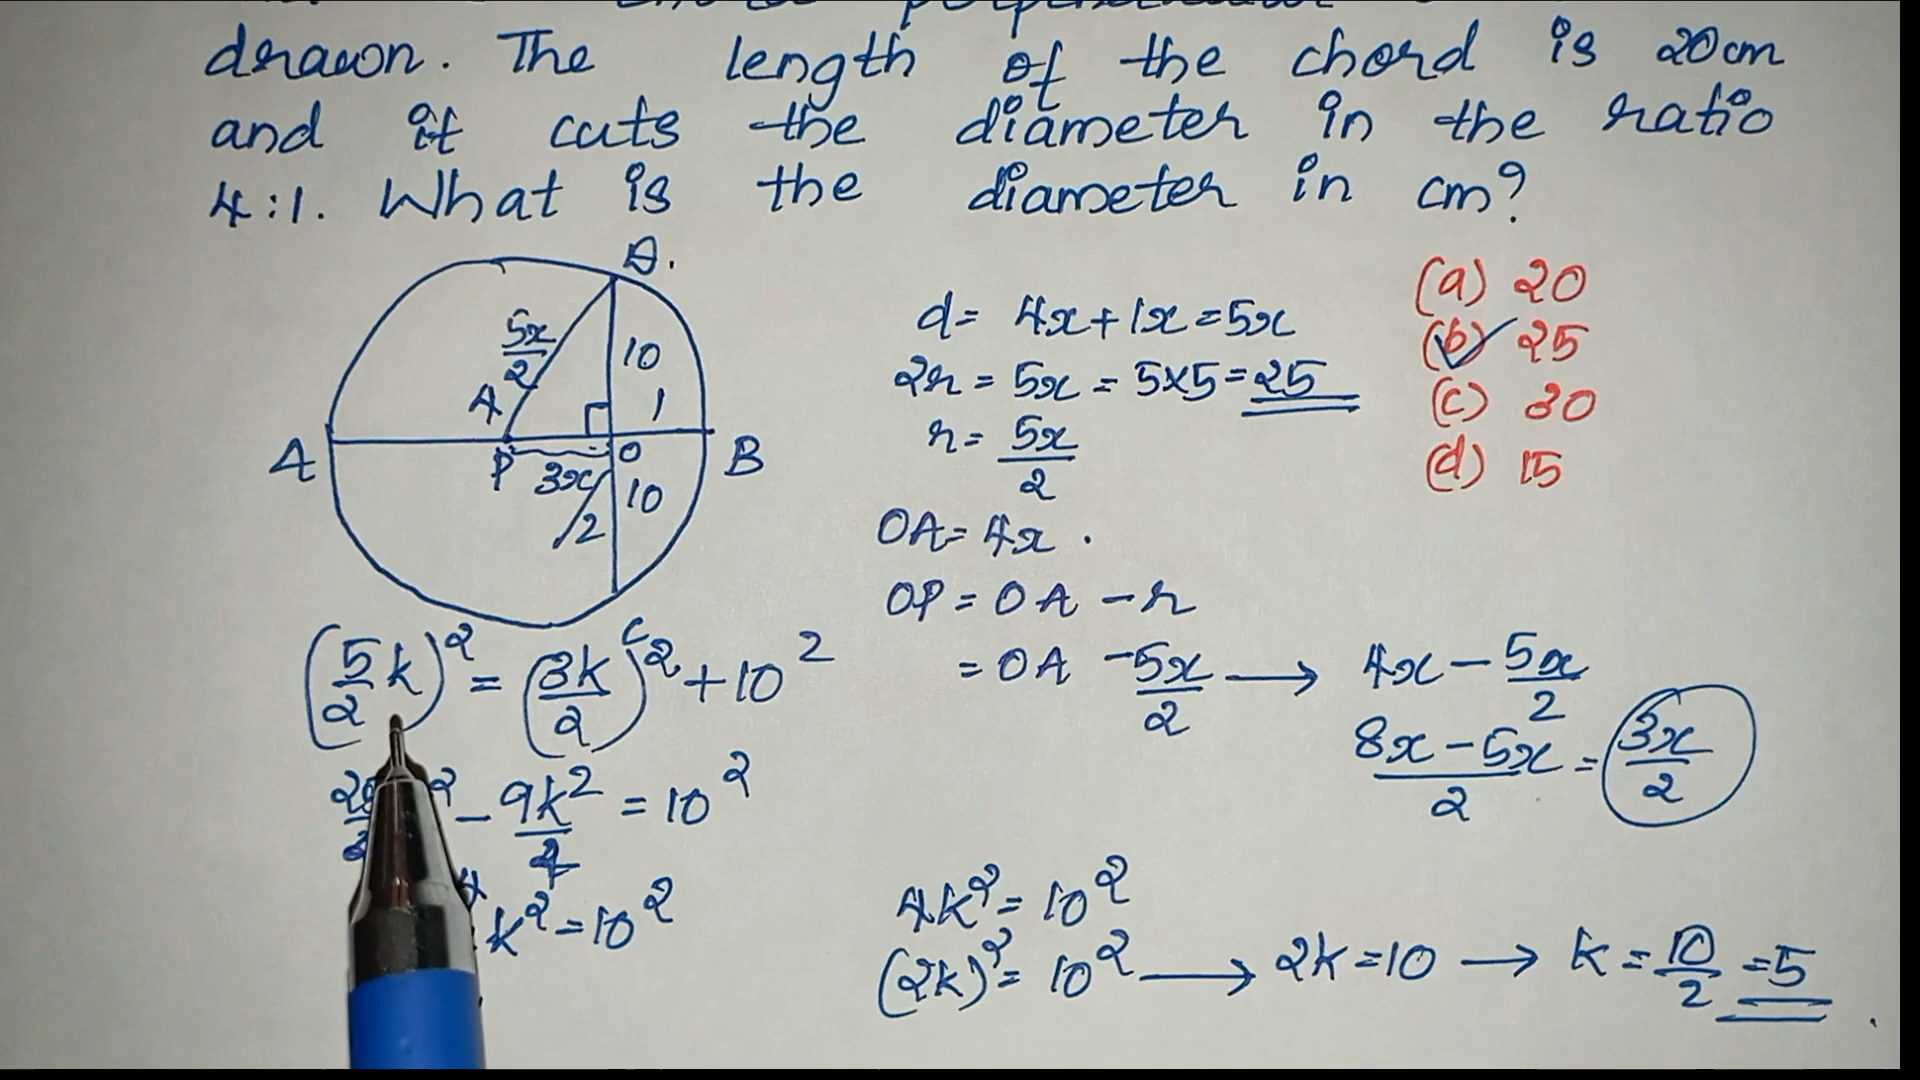 drawn. The length of the chord is 20cm
and it cuts the diameter in the ratio
4:1. What is the diameter in cm?
D.
5x/2
10
4
1
A
P
O
B
3x/2
10
C
d = 4x+1x = 5x
2r = 5x = 5×5 = 25
r = 5x/2
OA = 4x .
OP = OA - r
= OA - 5x/2 → 4x - 5x/2
8x - 5x/2 = 3x/2
(a) 20
(b) 25
(c) 30
(d) 15
(5/2 k)² = (3k/2)² + 10²
² - 9k²/4 = 10²
k² = 10²
4k² = 10²
(2k)² = 10² → 2k = 10 → k = 10/2 = 5